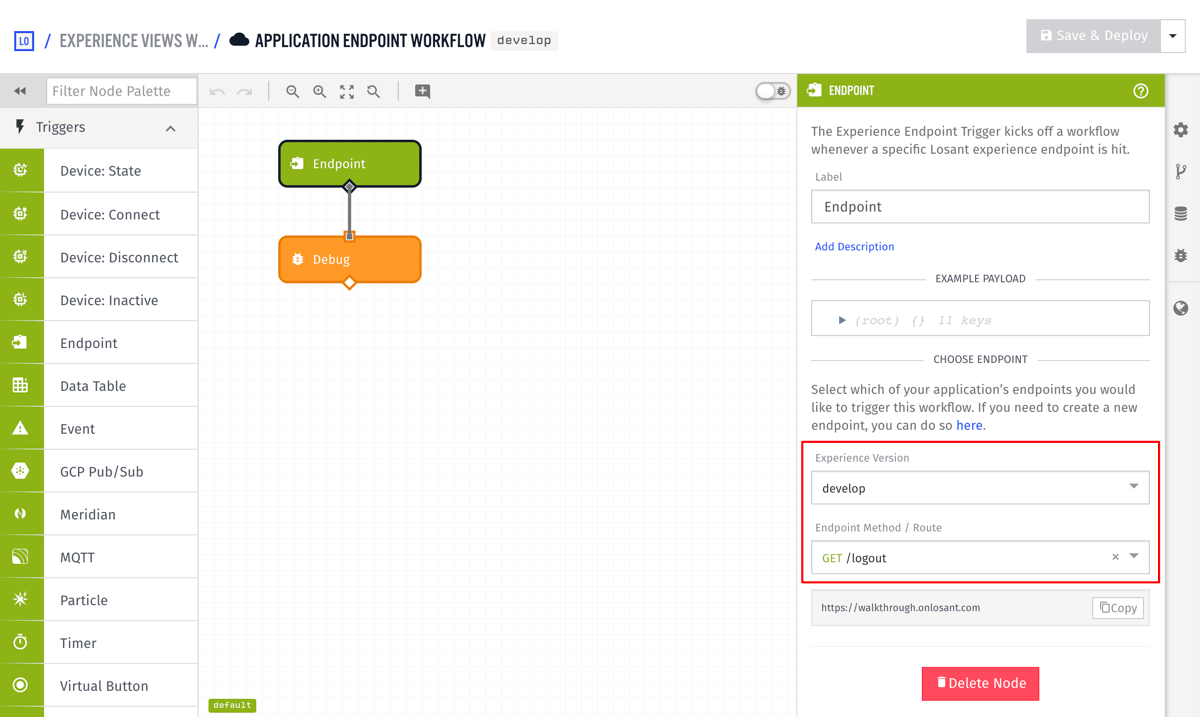 LO / EXPERIENCE VIEWS W... / APPLICATION ENDPOINT WORKFLOW develop
Save & Deploy
Filter Node Palette
Triggers
Device: State
Device: Connect
Device: Disconnect
Device: Inactive
Endpoint
Data Table
Event
GCP Pub/Sub
Meridian
MQTT
Particle
Timer
Virtual Button
Endpoint
Debug
default
ENDPOINT
The Experience Endpoint Trigger kicks off a workflow
whenever a specific Losant experience endpoint is hit.
Label
Endpoint
Add Description
EXAMPLE PAYLOAD
(root) {} 11 keys
CHOOSE ENDPOINT
Select which of your application's endpoints you would
like to trigger this workflow. If you need to create a new
endpoint, you can do so here.
Experience Version
develop
Endpoint Method / Route
GET /logout
https://walkthrough.onlosant.com
Copy
Delete Node